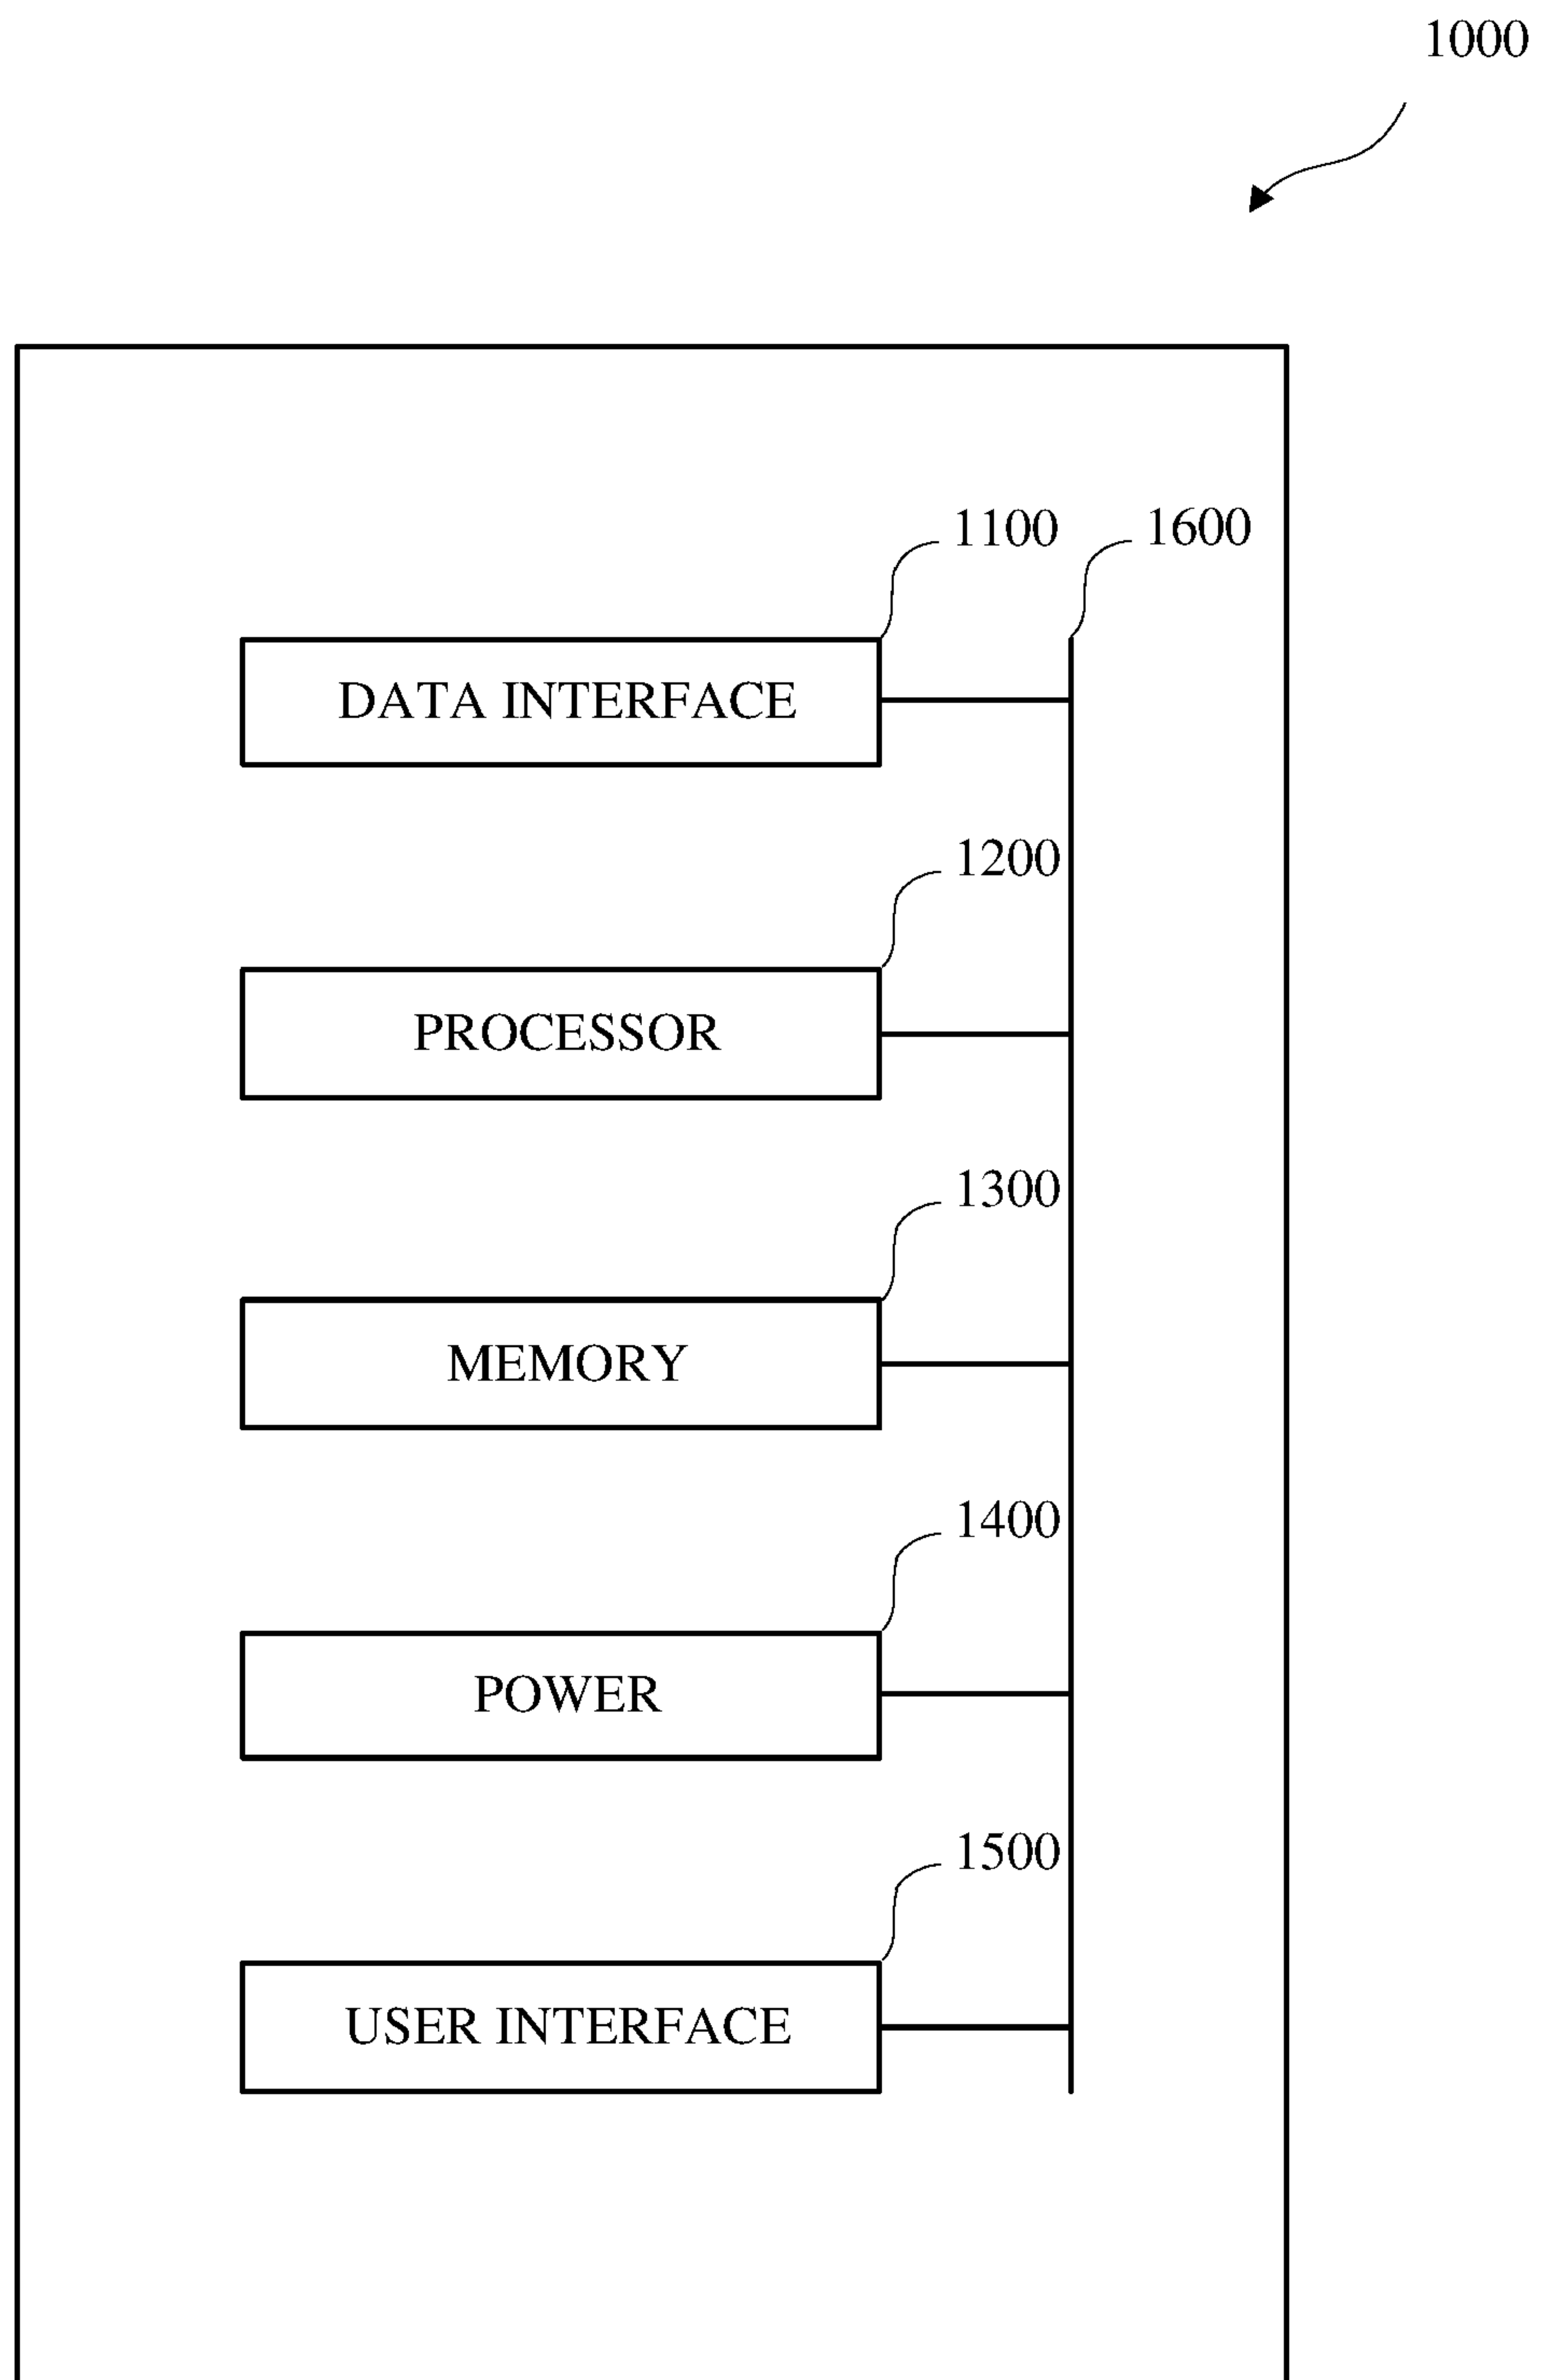 1000
1100
1600
DATA INTERFACE
1200
PROCESSOR
1300
MEMORY
1400
POWER
1500
USER INTERFACE